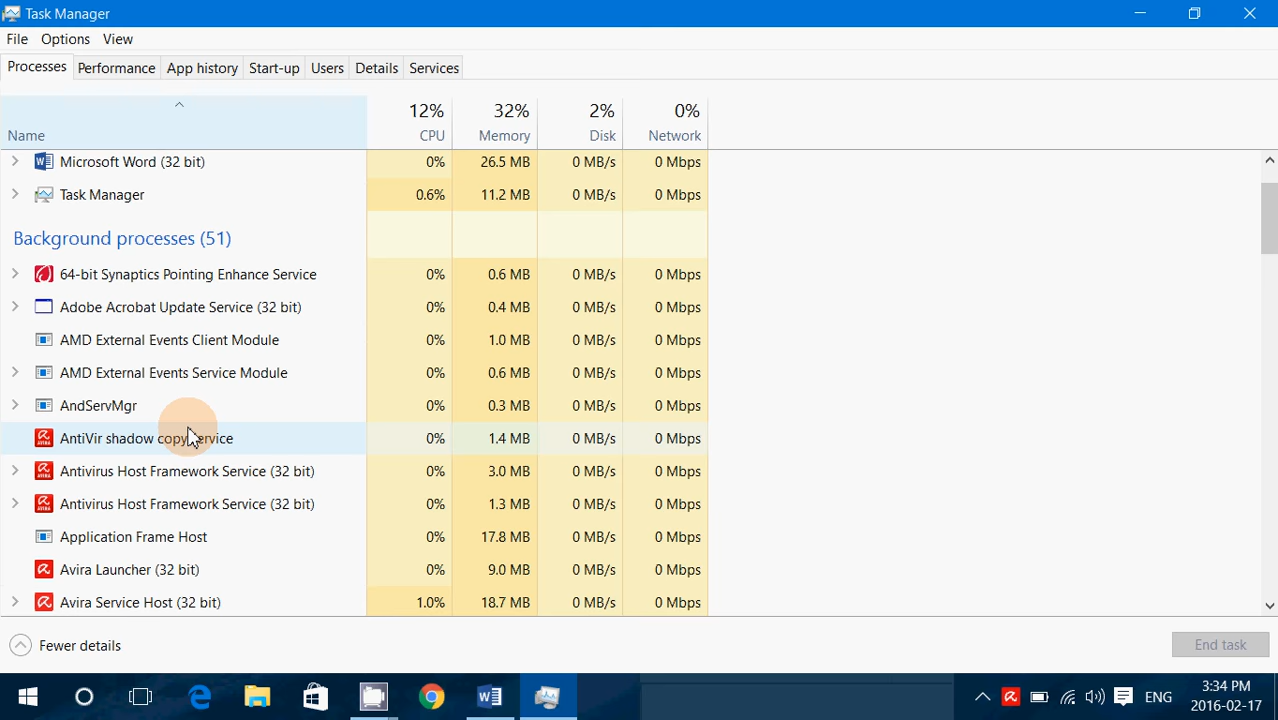 Task Manager
File Options View
Processes Performance App history Start-up Users Details Services
12% 32% 2% 0%
Name CPU Memory Disk Network
Microsoft Word (32 bit) 0% 26.5 MB 0 MB/s 0 Mbps
Task Manager 0.6% 11.2 MB 0 MB/s 0 Mbps
Background processes (51)
64-bit Synaptics Pointing Enhance Service 0% 0.6 MB 0 MB/s 0 Mbps
Adobe Acrobat Update Service (32 bit) 0% 0.4 MB 0 MB/s 0 Mbps
AMD External Events Client Module 0% 1.0 MB 0 MB/s 0 Mbps
AMD External Events Service Module 0% 0.6 MB 0 MB/s 0 Mbps
AndServMgr 0% 0.3 MB 0 MB/s 0 Mbps
AntiVir shadow copy service 0% 1.4 MB 0 MB/s 0 Mbps
Antivirus Host Framework Service (32 bit) 0% 3.0 MB 0 MB/s 0 Mbps
Antivirus Host Framework Service (32 bit) 0% 1.3 MB 0 MB/s 0 Mbps
Application Frame Host 0% 17.8 MB 0 MB/s 0 Mbps
Avira Launcher (32 bit) 0% 9.0 MB 0 MB/s 0 Mbps
Avira Service Host (32 bit) 1.0% 18.7 MB 0 MB/s 0 Mbps
Fewer details End task
ENG 3:34 PM
2016-02-17